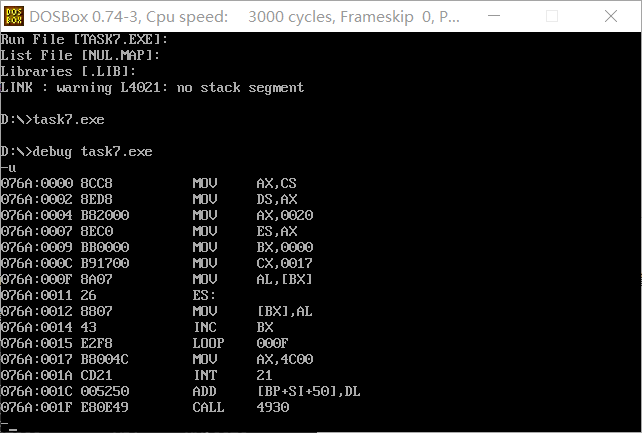 DOSBox 0.74-3, Cpu speed:    3000 cycles, Frameskip  0, P...
Run File [TASK7.EXE]:
List File [NUL.MAP]:
Libraries [.LIB]:
LINK : warning L4021: no stack segment
D:\>task7.exe
D:\>debug task7.exe
-u
076A:0000 8CC8          MOV     AX,CS
076A:0002 8ED8          MOV     DS,AX
076A:0004 B82000        MOV     AX,0020
076A:0007 8EC0          MOV     ES,AX
076A:0009 BB0000        MOV     BX,0000
076A:000C B91700        MOV     CX,0017
076A:000F 8A07          MOV     AL,[BX]
076A:0011 26            ES:
076A:0012 8807          MOV     [BX],AL
076A:0014 43            INC     BX
076A:0015 E2F8          LOOP    000F
076A:0017 B8004C        MOV     AX,4C00
076A:001A CD21          INT     21
076A:001C 005250        ADD     [BP+SI+50],DL
076A:001F E80E49        CALL    4930
-_